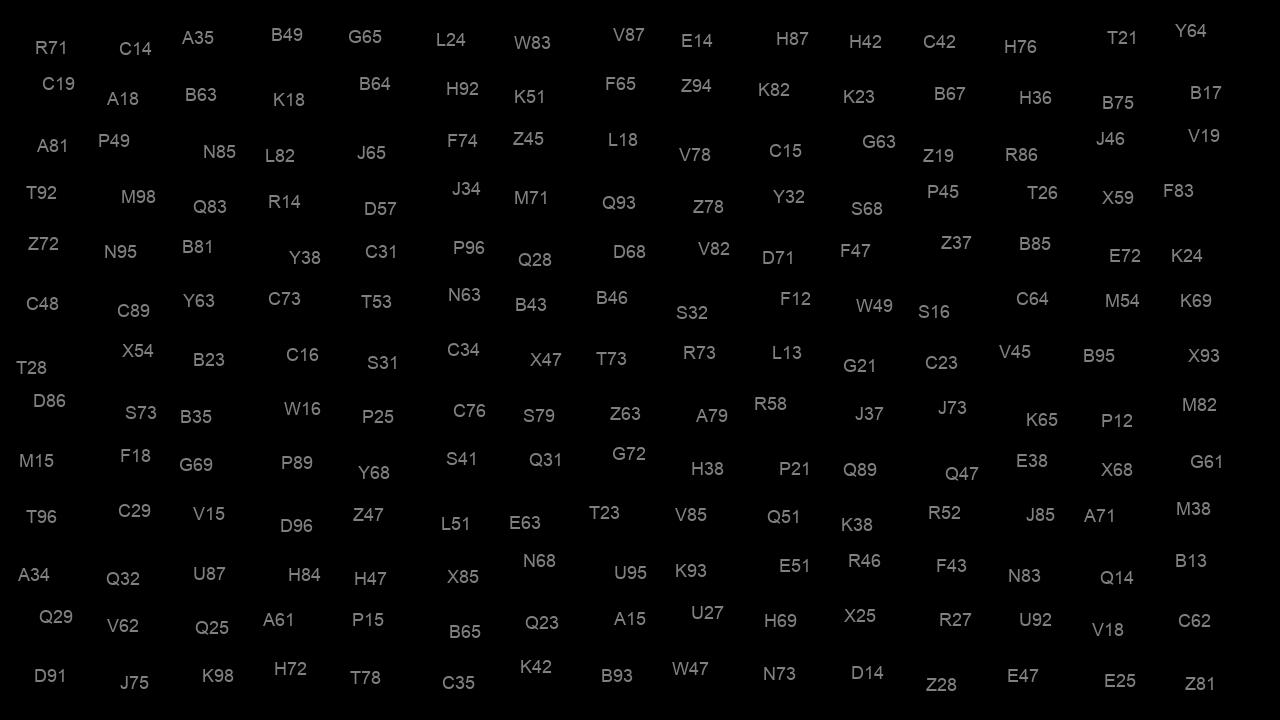 R71 C14 A35 B49 G65 L24 W83 V87 E14 H87 H42 C42 H76 T21 Y64
C19 A18 B63 K18 B64 H92 K51 F65 Z94 K82 K23 B67 H36 B75 B17
A81 P49 N85 L82 J65 F74 Z45 L18 V78 C15 G63 Z19 R86 J46 V19
T92 M98 Q83 R14 D57 J34 M71 Q93 Z78 Y32 S68 P45 T26 X59 F83
Z72 N95 B81 Y38 C31 P96 Q28 D68 V82 D71 F47 Z37 B85 E72 K24
C48 C89 Y63 C73 T53 N63 B43 B46 S32 F12 W49 S16 C64 M54 K69
T28 X54 B23 C16 S31 C34 X47 T73 R73 L13 G21 C23 V45 B95 X93
D86 S73 B35 W16 P25 C76 S79 Z63 A79 R58 J37 J73 K65 P12 M82
M15 F18 G69 P89 Y68 S41 Q31 G72 H38 P21 Q89 Q47 E38 X68 G61
T96 C29 V15 D96 Z47 L51 E63 T23 V85 Q51 K38 R52 J85 A71 M38
A34 Q32 U87 H84 H47 X85 N68 U95 K93 E51 R46 F43 N83 Q14 B13
Q29 V62 Q25 A61 P15 B65 Q23 A15 U27 H69 X25 R27 U92 V18 C62
D91 J75 K98 H72 T78 C35 K42 B93 W47 N73 D14 Z28 E47 E25 Z81